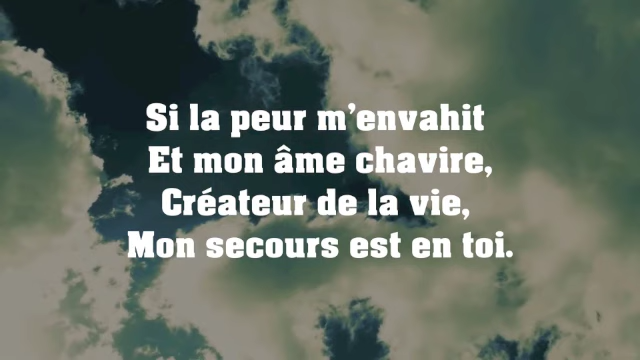 Si la peur m’envahit
Et mon âme chavire,
Créateur de la vie,
Mon secours est en toi.